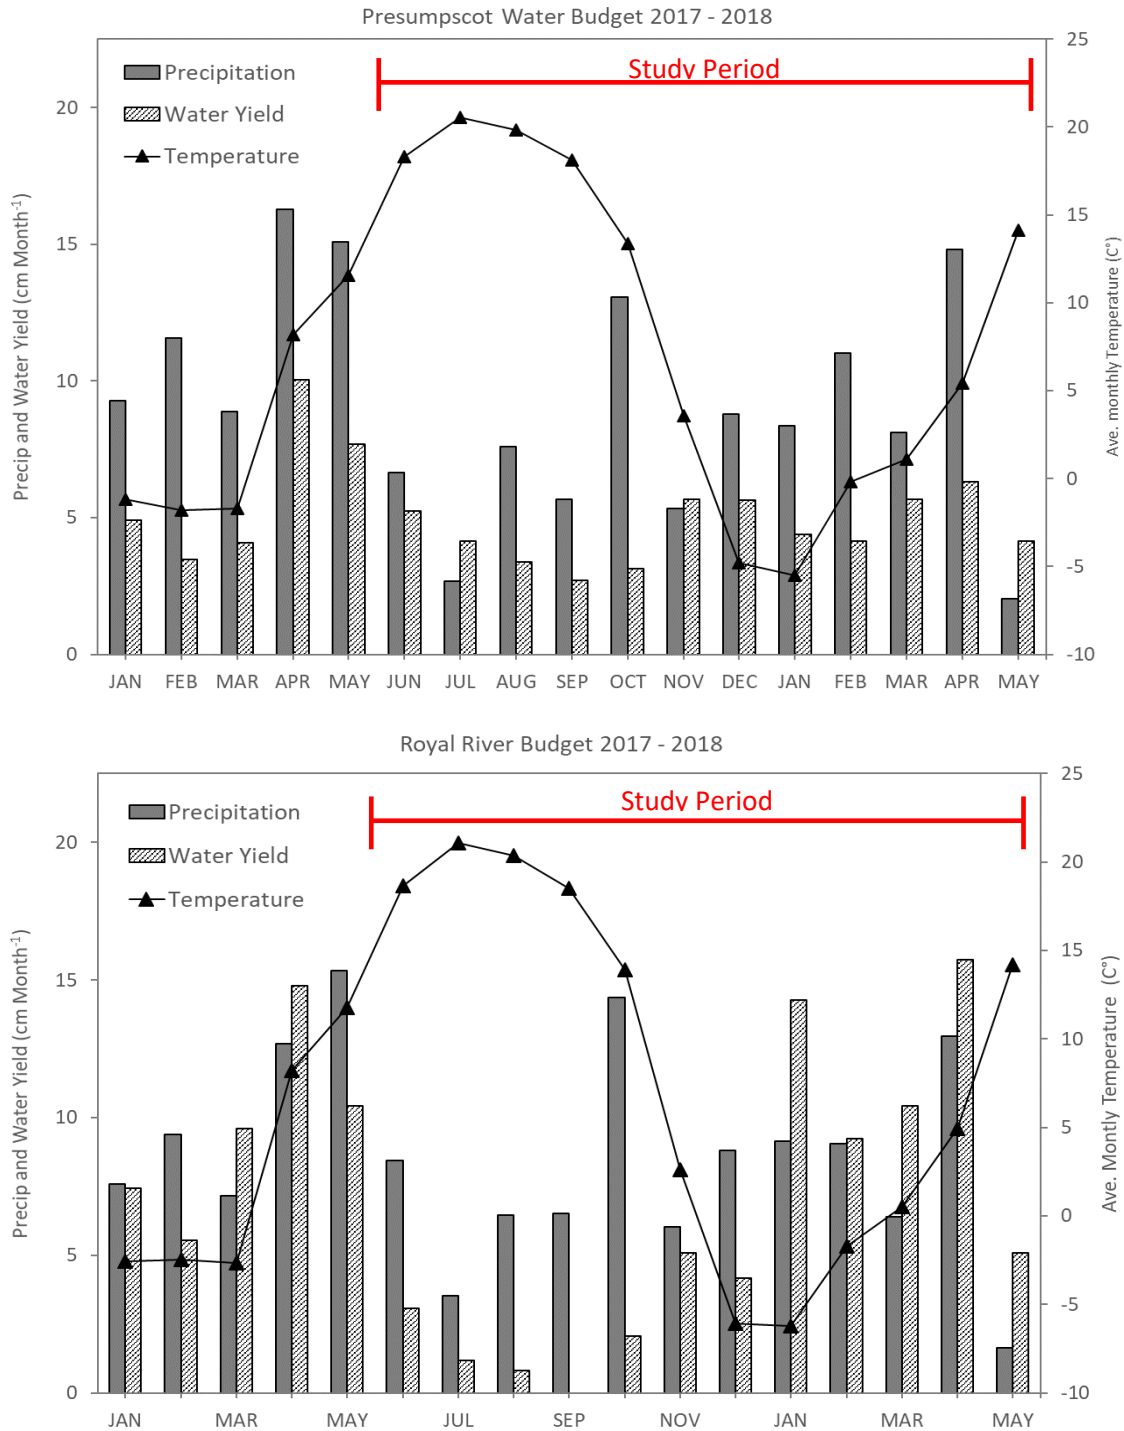 Presumpscot Water Budget 2017 - 2018
Precipitation
Water Yield
Temperature
Study Period
Precip and Water Yield (cm Month-1)
20
15
10
5
0
25
20
15
10
5
0
-5
-10
Ave. monthly Temperature (C°)
JAN FEB MAR APR MAY JUN JUL AUG SEP OCT NOV DEC JAN FEB MAR APR MAY
Royal River Budget 2017 - 2018
Precipitation
Water Yield
Temperature
Study Period
Precip and Water Yield (cm Month-1)
20
15
10
5
0
25
20
15
10
5
0
-5
-10
Ave. Montly Temperature (C°)
JAN MAR MAY JUL SEP NOV JAN MAR MAY